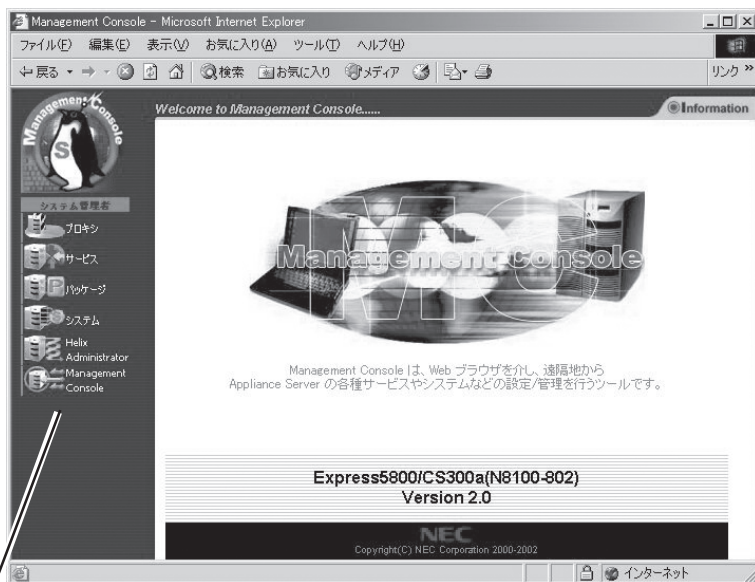 Management Console - Microsoft Internet Explorer
ファイル(F) 編集(E) 表示(V) お気に入り(A) ツール(T) ヘルプ(H)
戻る 検索 お気に入り メディア リンク »
Management Console
S
Welcome to Management Console......
Information
システム管理者
プロキシ
サービス
パッケージ
システム
Helix
Administrator
Management
Console
MC
Management console
Management Console は、Web ブラウザを介し、遠隔地から
Appliance Server の各種サービスやシステムなどの設定/管理を行うツールです。
Express5800/CS300a(N8100-802)
Version 2.0
NEC
Copyright(C) NEC Corporation 2000-2002
インターネット